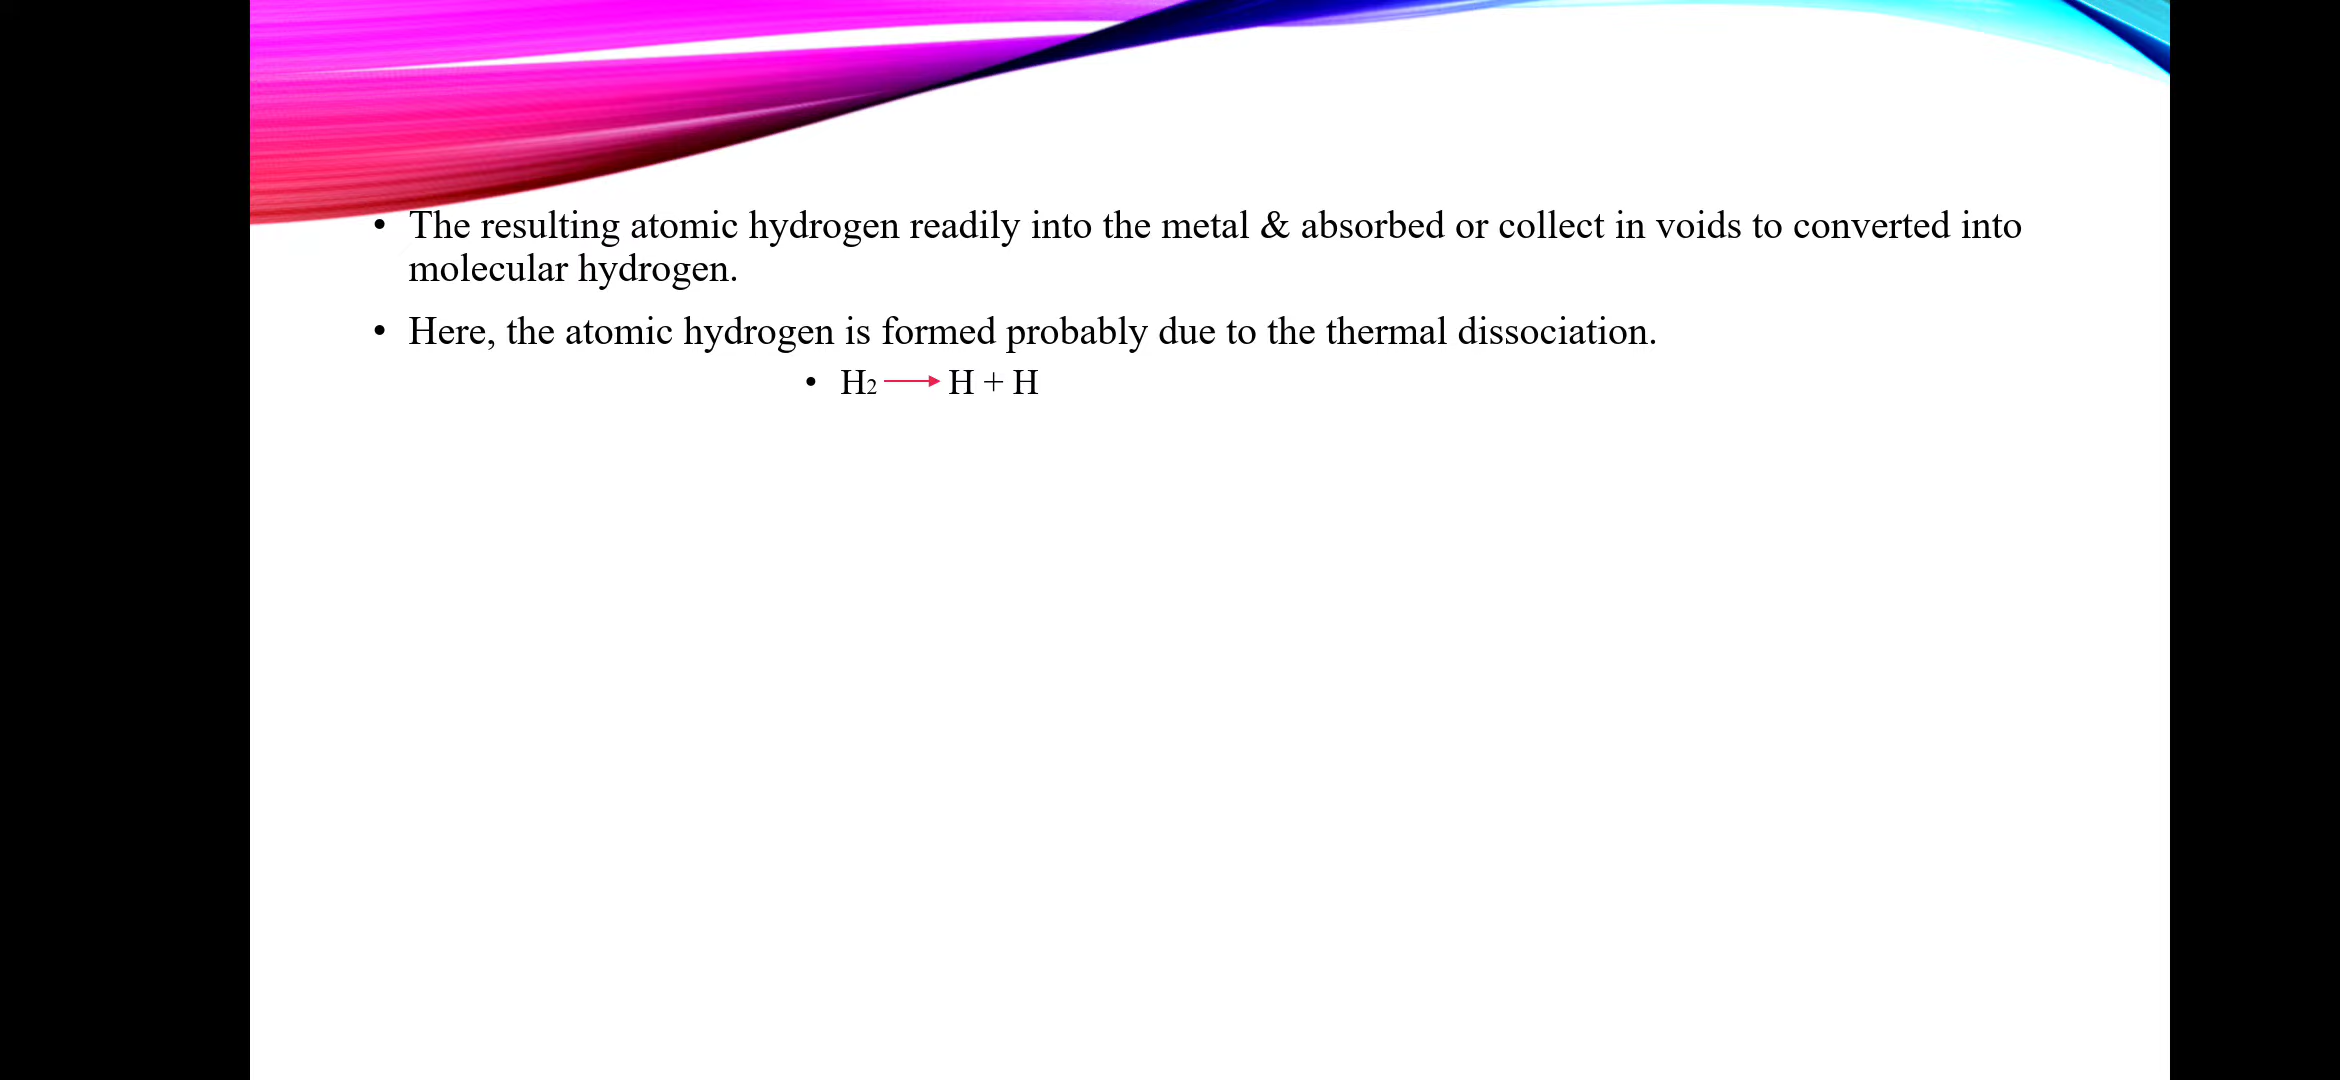 • The resulting atomic hydrogen readily into the metal & absorbed or collect in voids to converted into
molecular hydrogen.
• Here, the atomic hydrogen is formed probably due to the thermal dissociation.
• H₂ ⟶ H + H